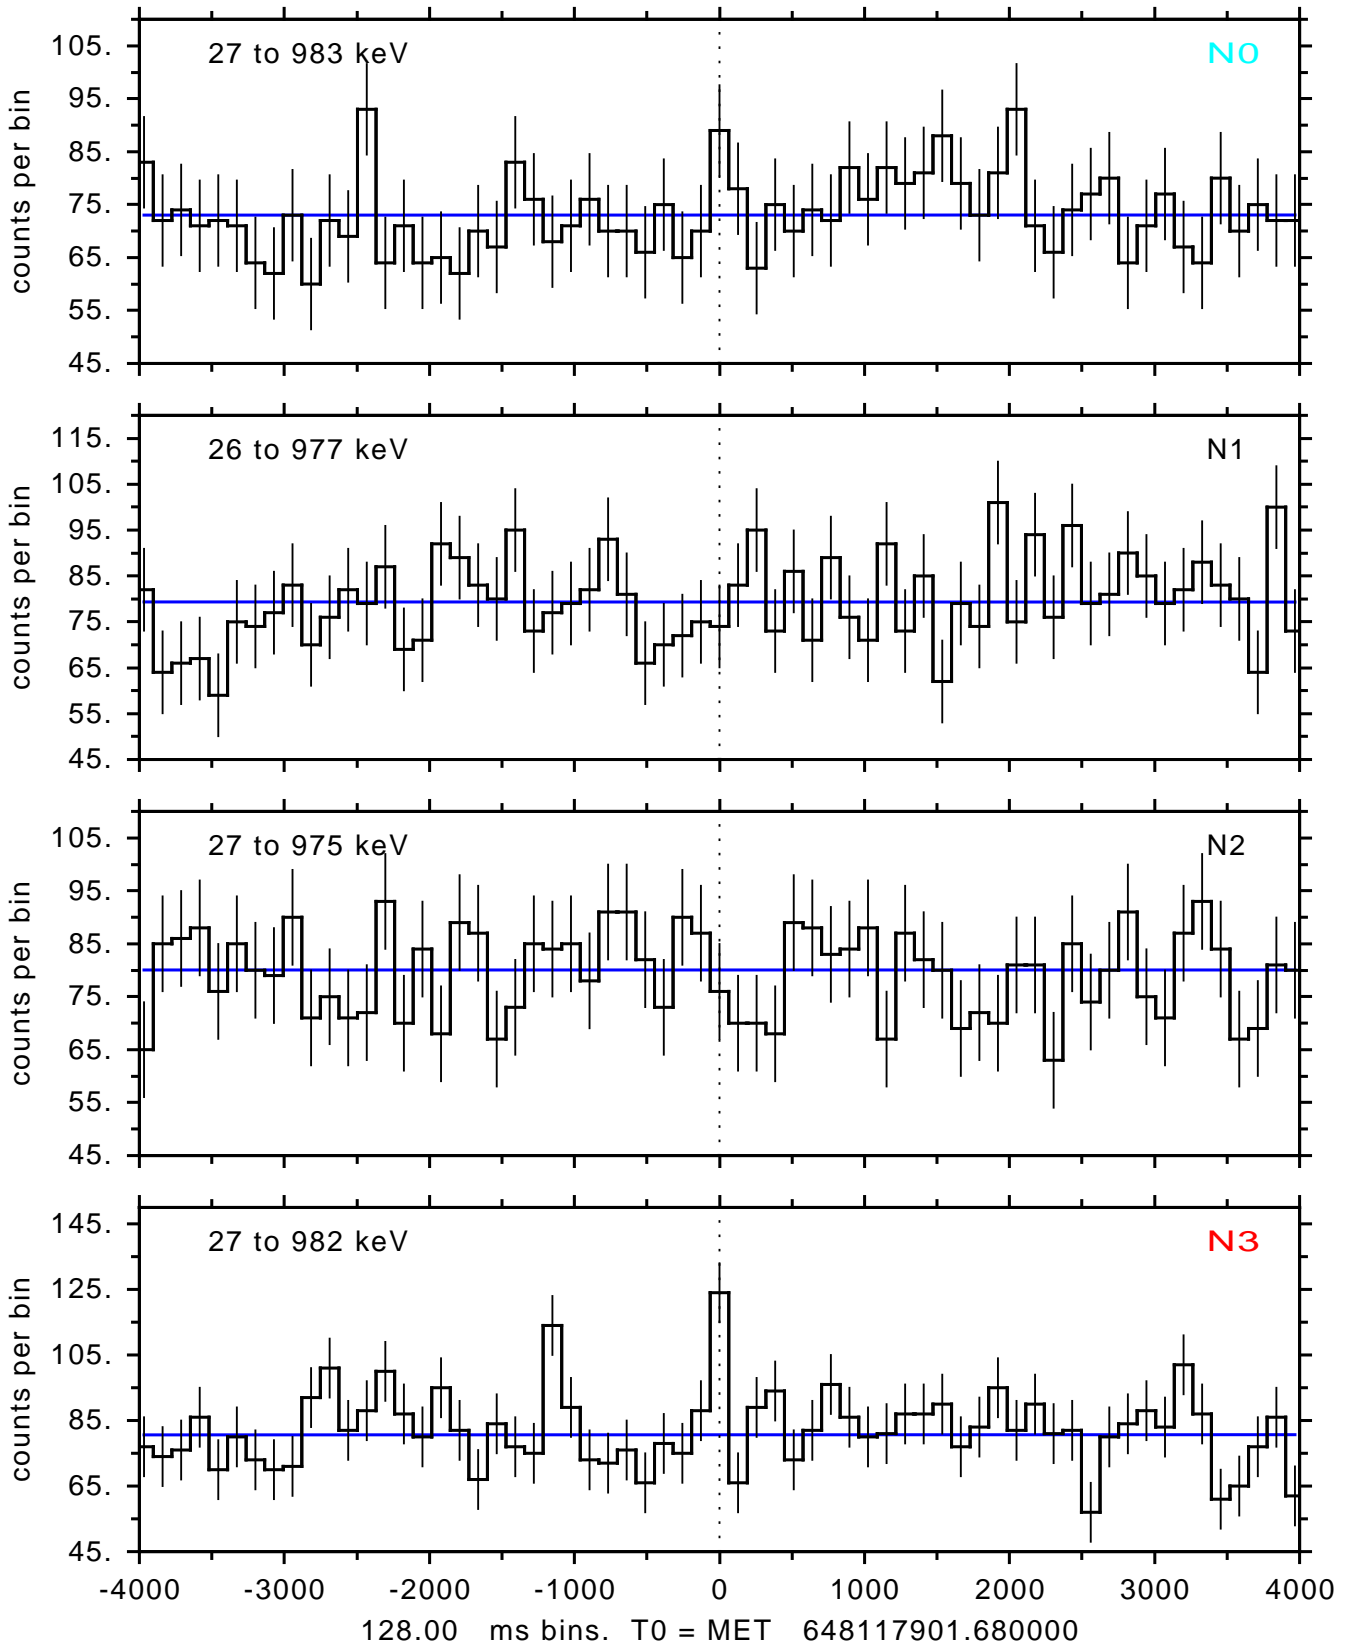 27 to 983 keV N0
105.
95.
85.
75.
65.
55.
45.
counts per bin
26 to 977 keV N1
115.
105.
95.
85.
75.
65.
55.
45.
counts per bin
27 to 975 keV N2
105.
95.
85.
75.
65.
55.
45.
counts per bin
27 to 982 keV N3
145.
125.
105.
85.
65.
45.
counts per bin
-4000 -3000 -2000 -1000 0 1000 2000 3000 4000
128.00 ms bins. T0 = MET 648117901.680000